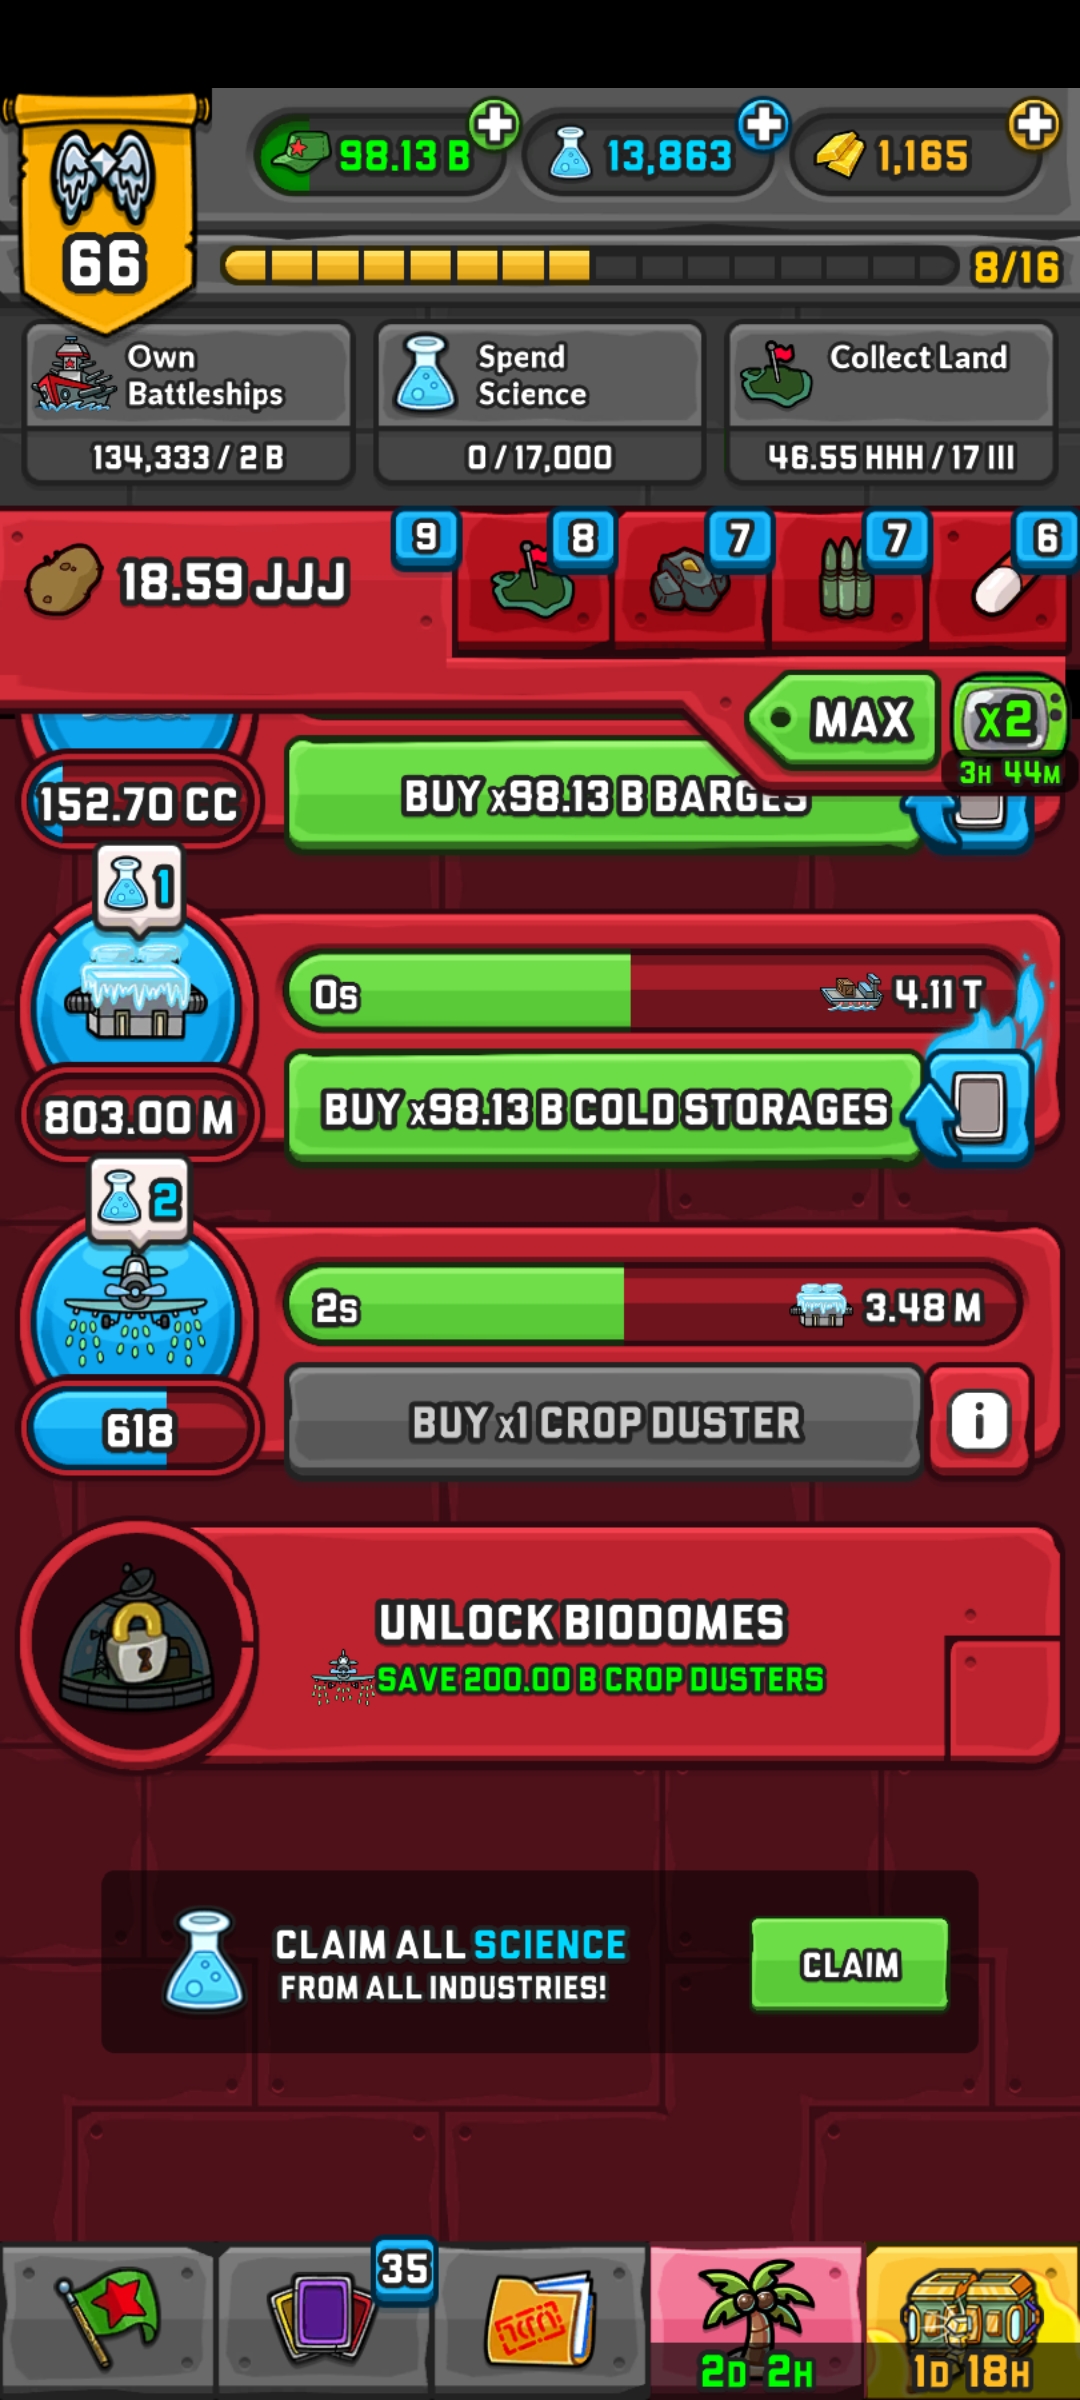 98.13 B
13,863
1,165
66
8/16
Own
Battleships
134,333 / 2 B
Spend
Science
0 / 17,000
Collect Land
46.55 HHH / 17 III
18.59 JJJ
9
8
7
7
6
MAX
x2
3H 44M
152.70 CC
BUY x98.13 B BARGES
1
0s
4.11 T
803.00 M
BUY x98.13 B COLD STORAGES
2
2s
3.48 M
618
BUY x1 CROP DUSTER
i
UNLOCK BIODOMES
SAVE 200.00 B CROP DUSTERS
CLAIM ALL SCIENCE
FROM ALL INDUSTRIES!
CLAIM
35
2D 2H
1D 18H